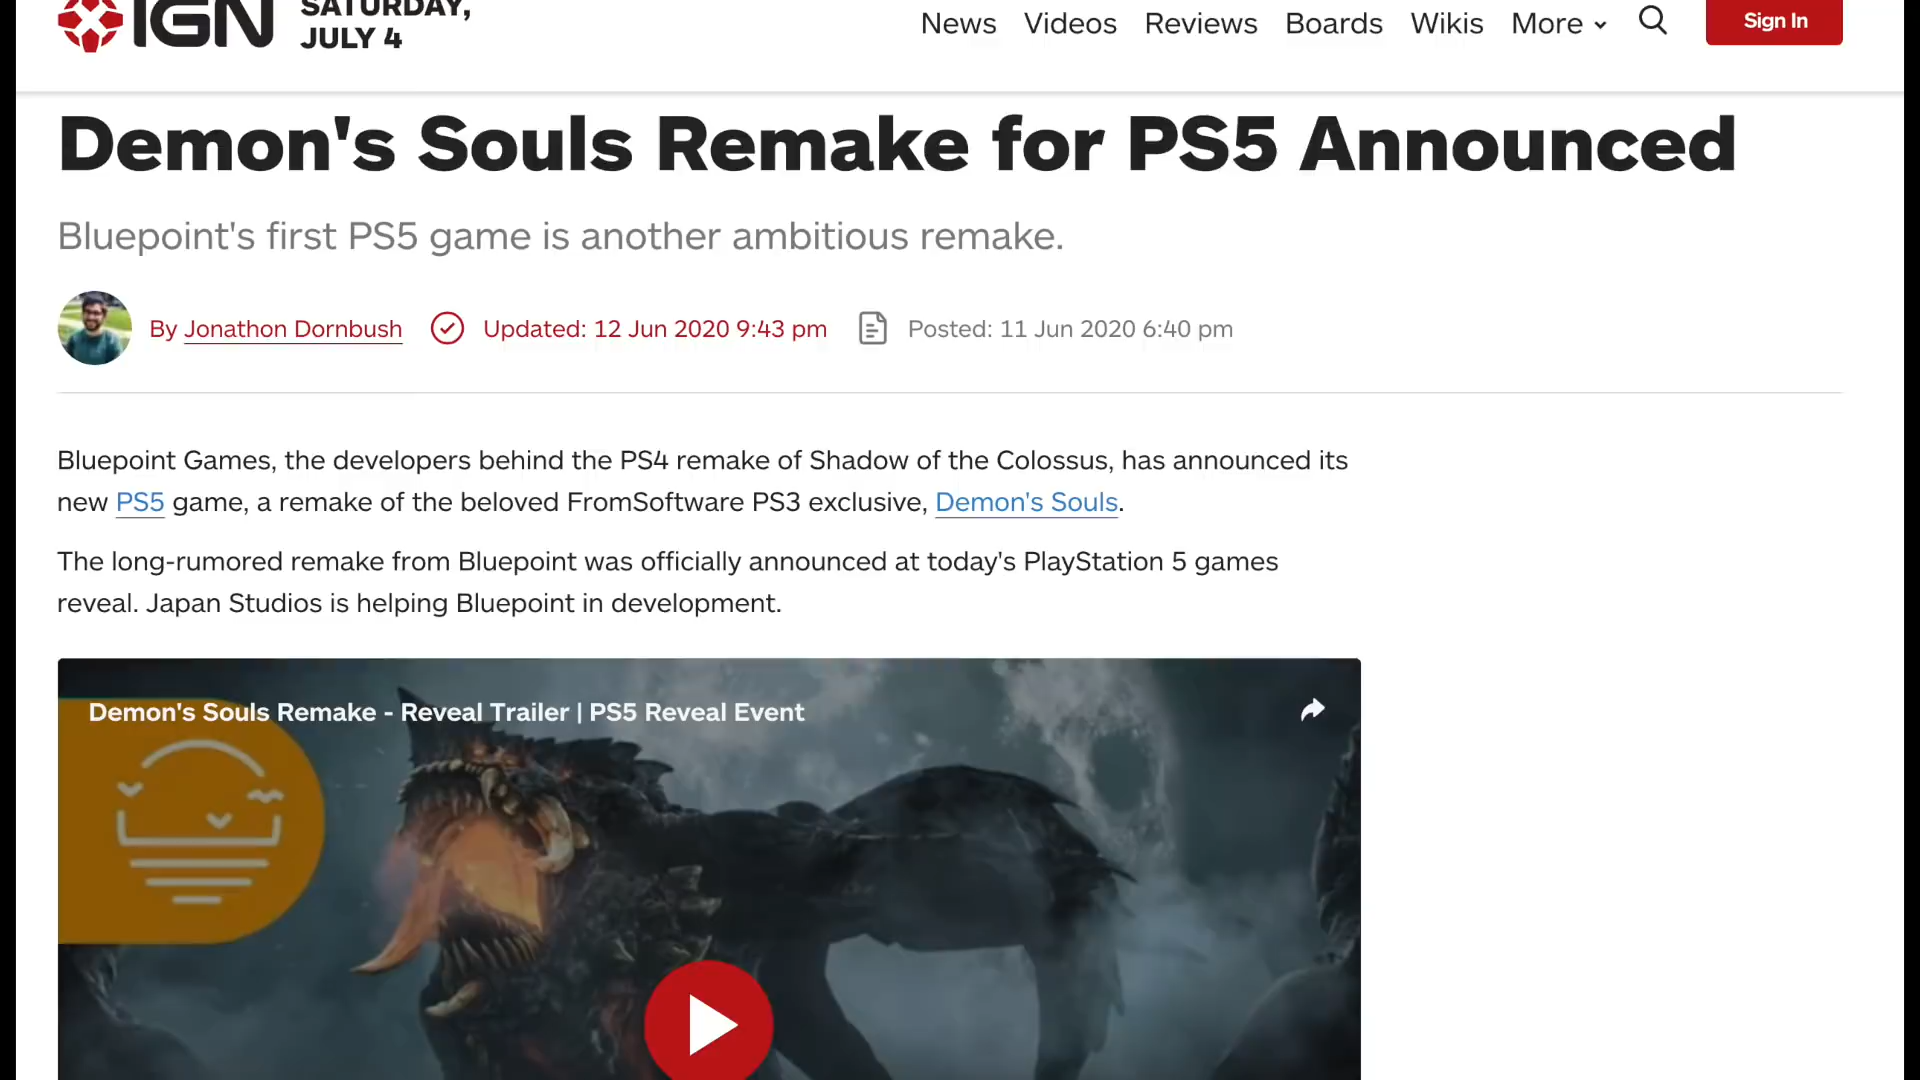 IGN
SATURDAY,
JULY 4
News Videos Reviews Boards Wikis More Sign In
Demon's Souls Remake for PS5 Announced
Bluepoint's first PS5 game is another ambitious remake.
By Jonathon Dornbush Updated: 12 Jun 2020 9:43 pm Posted: 11 Jun 2020 6:40 pm
Bluepoint Games, the developers behind the PS4 remake of Shadow of the Colossus, has announced its
new PS5 game, a remake of the beloved FromSoftware PS3 exclusive, Demon's Souls.
The long-rumored remake from Bluepoint was officially announced at today's PlayStation 5 games
reveal. Japan Studios is helping Bluepoint in development.
Demon's Souls Remake - Reveal Trailer | PS5 Reveal Event